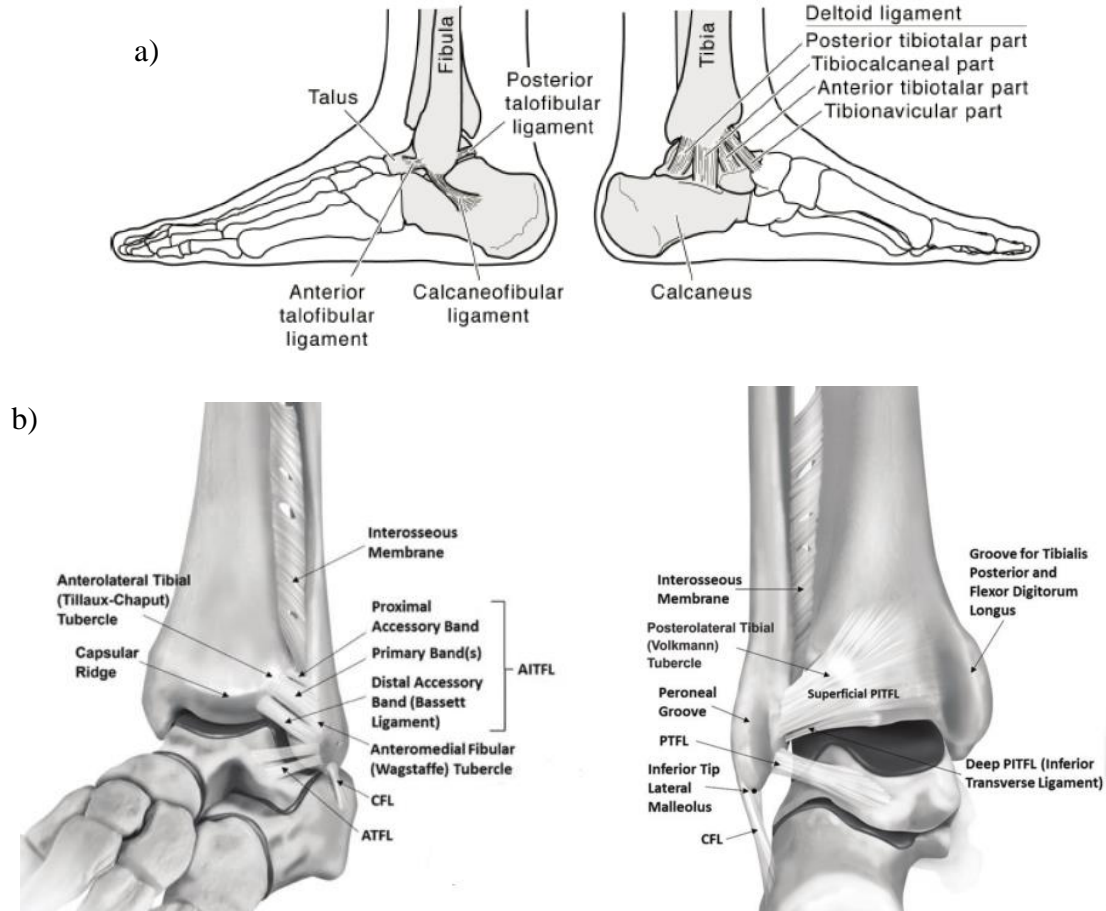 a)
Talus
Fibula
Posterior
talofibular
ligament
Anterior
talofibular
ligament
Calcaneofibular
ligament
Tibia
Deltoid ligament
Posterior tibiotalar part
Tibiocalcaneal part
Anterior tibiotalar part
Tibionavicular part
Calcaneus
b)
Anterolateral Tibial
(Tillaux-Chaput)
Tubercle
Capsular
Ridge
Interosseous
Membrane
Proximal
Accessory Band
Primary Band(s)
Distal Accessory
Band (Bassett
Ligament)
AITFL
Anteromedial Fibular
(Wagstaffe) Tubercle
CFL
ATFL
Interosseous
Membrane
Posterolateral Tibial
(Volkmann)
Tubercle
Peroneal
Groove
PTFL
Inferior Tip
Lateral
Malleolus
CFL
Superficial PITFL
Groove for Tibialis
Posterior and
Flexor Digitorum
Longus
Deep PITFL (Inferior
Transverse Ligament)